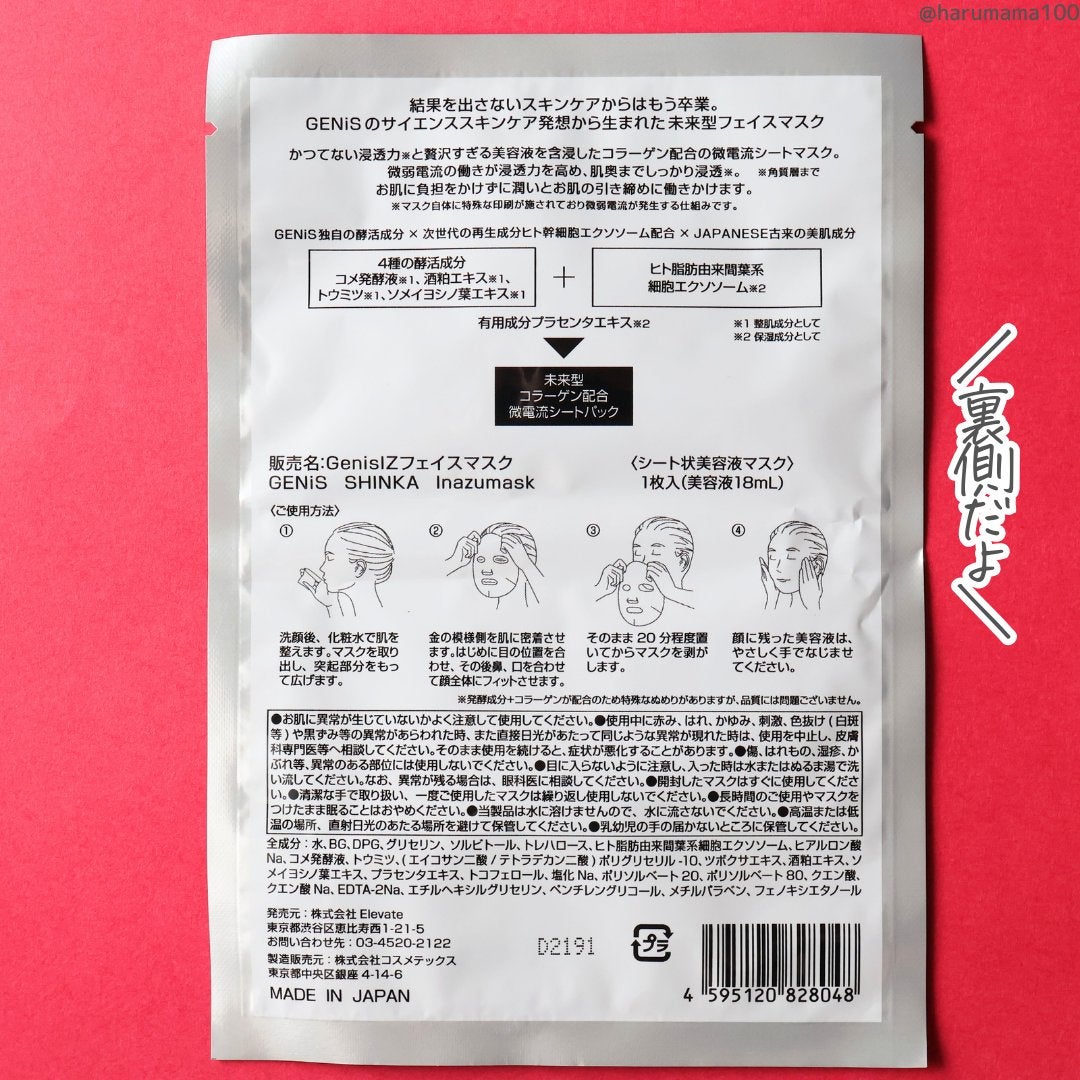 @harumama100
結果を出さないスキンケアからはもう卒業。
GENiSのサイエンススキンケア発想から生まれた未来型フェイスマスク
かつてない浸透力※と贅沢すぎる美容液を含浸したコラーゲン配合の微電流シートマスク。
微弱電流の働きが浸透力を高め、肌奥までしっかり浸透※。 ※角質層まで
お肌に負担をかけずに潤いとお肌の引き締めに働きかけます。
※マスク自体に特殊な印刷が施されており微弱電流が発生する仕組みです。
GENiS独自の酵活成分 × 次世代の再生成分ヒト幹細胞エクソソーム配合 × JAPANESE古来の美肌成分
4種の酵活成分
コメ発酵液※1、酒粕エキス※1、
トウミツ※1、ソメイヨシノ葉エキス※1
＋
ヒト脂肪由来間葉系
細胞エクソソーム※2
有用成分プラセンタエキス※2
※1 整肌成分として
※2 保湿成分として
未来型
コラーゲン配合
微電流シートパック
裏側だよ
販売名:GenisIZフェイスマスク
GENiS SHINKA Inazumask
〈シート状美容液マスク〉
1枚入(美容液18mL)
〈ご使用方法〉
①
②
③
④
洗顔後、化粧水で肌を
整えます。マスクを取り
出し、突起部分をもっ
て広げます。
金の模様側を肌に密着させ
ます。はじめに目の位置を合
わせ、その後鼻、口を合わせ
て顔全体にフィットさせます。
そのまま 20 分程度置
いてからマスクを剥が
します。
顔に残った美容液は、
やさしく手でなじませ
てください。
※発酵成分+コラーゲンが配合のため特殊なぬめりがありますが、品質には問題ございません。
●お肌に異常が生じていないかよく注意して使用してください。●使用中に赤み、はれ、かゆみ、刺激、色抜け(白斑
等)や黒ずみ等の異常があらわれた時、また直接日光があたって同じような異常が現れた時は、使用を中止し、皮膚
科専門医等へ相談してください。そのまま使用を続けると、症状が悪化することがあります。●傷、はれもの、湿疹、か
ぶれ等、異常のある部位には使用しないでください。●目に入らないように注意し、入った時は水またはぬるま湯で洗
い流してください。なお、異常が残る場合は、眼科医に相談してください。●開封したマスクはすぐに使用してくださ
い。●清潔な手で取り扱い、一度ご使用したマスクは繰り返し使用しないでください。●長時間のご使用やマスクを
つけたまま眠ることはおやめください。●当製品は水に溶けませんので、水に流さないでください。●高温または低
温の場所、直射日光のあたる場所を避けて保管してください。●乳幼児の手の届かないところに保管してください。
全成分：水、BG、DPG、グリセリン、ソルビトール、トレハロース、ヒト脂肪由来間葉系細胞エクソソーム、ヒアルロン酸
Na、コメ発酵液、トウミツ、(エイコサン二酸/テトラデカン二酸)ポリグリセリル-10、ツボクサエキス、酒粕エキス、ソ
メイヨシノ葉エキス、プラセンタエキス、トコフェロール、塩化Na、ポリソルベート20、ポリソルベート80、クエン酸、
クエン酸Na、EDTA-2Na、エチルヘキシルグリセリン、ペンチレングリコール、メチルパラベン、フェノキシエタノール
発売元：株式会社 Elevate
東京都渋谷区恵比寿西1-21-5
お問い合わせ先：03-4520-2122
製造販売元：株式会社コスメテックス
東京都中央区銀座 4-14-6
MADE IN JAPAN
D2191
プラ
4 595120 828048